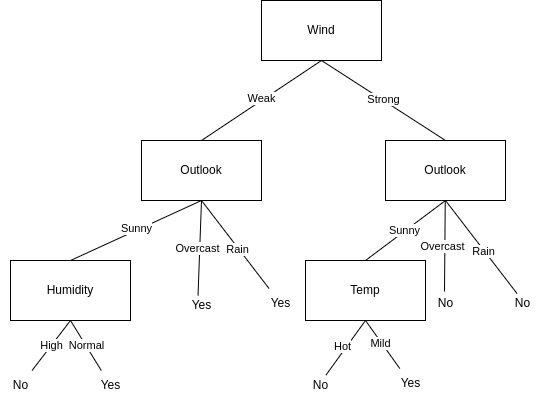 Wind
Weak
Strong
Outlook
Outlook
Sunny
Overcast
Rain
Sunny
Overcast
Rain
Humidity
Yes
Yes
Temp
No
No
High
Normal
Hot
Mild
No
Yes
No
Yes